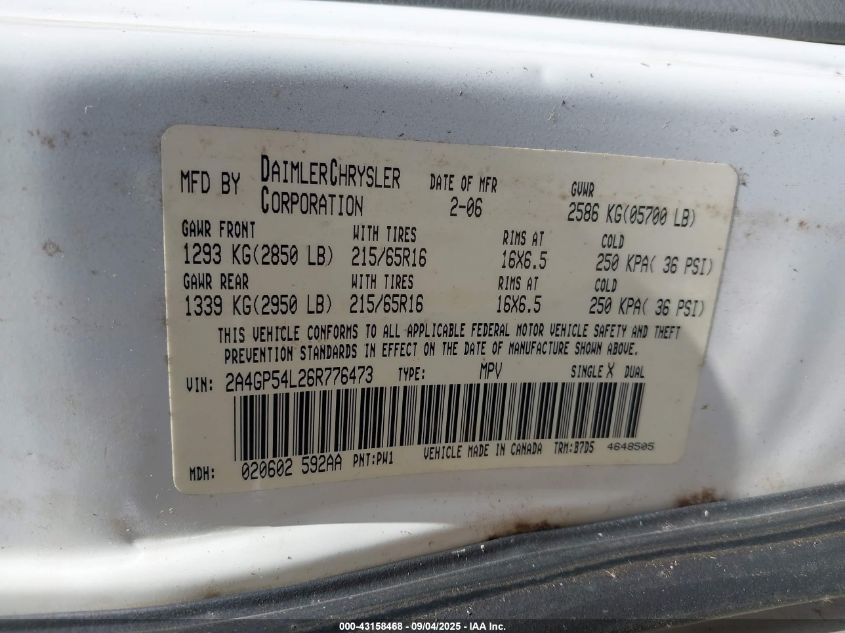 MFD BY DAIMLERCHRYSLER CORPORATION DATE OF MFR 2-06 GVWR 2586 KG(05700 LB)
GAWR FRONT WITH TIRES RIMS AT COLD
1293 KG(2850 LB) 215/65R16 16X6.5 250 KPA( 36 PSI)
GAWR REAR WITH TIRES RIMS AT COLD
1339 KG(2950 LB) 215/65R16 16X6.5 250 KPA( 36 PSI)
THIS VEHICLE CONFORMS TO ALL APPLICABLE FEDERAL MOTOR VEHICLE SAFETY AND THEFT
PREVENTION STANDARDS IN EFFECT ON THE DATE OF MANUFACTURE SHOWN ABOVE.
VIN: 2A4GP54L26R776473 TYPE: MPV SINGLE X DUAL
MDH: 020602 592AA PNT:PW1 VEHICLE MADE IN CANADA TRM:B7D5 4648505
000-43158468 - 09/04/2025 - IAA Inc.